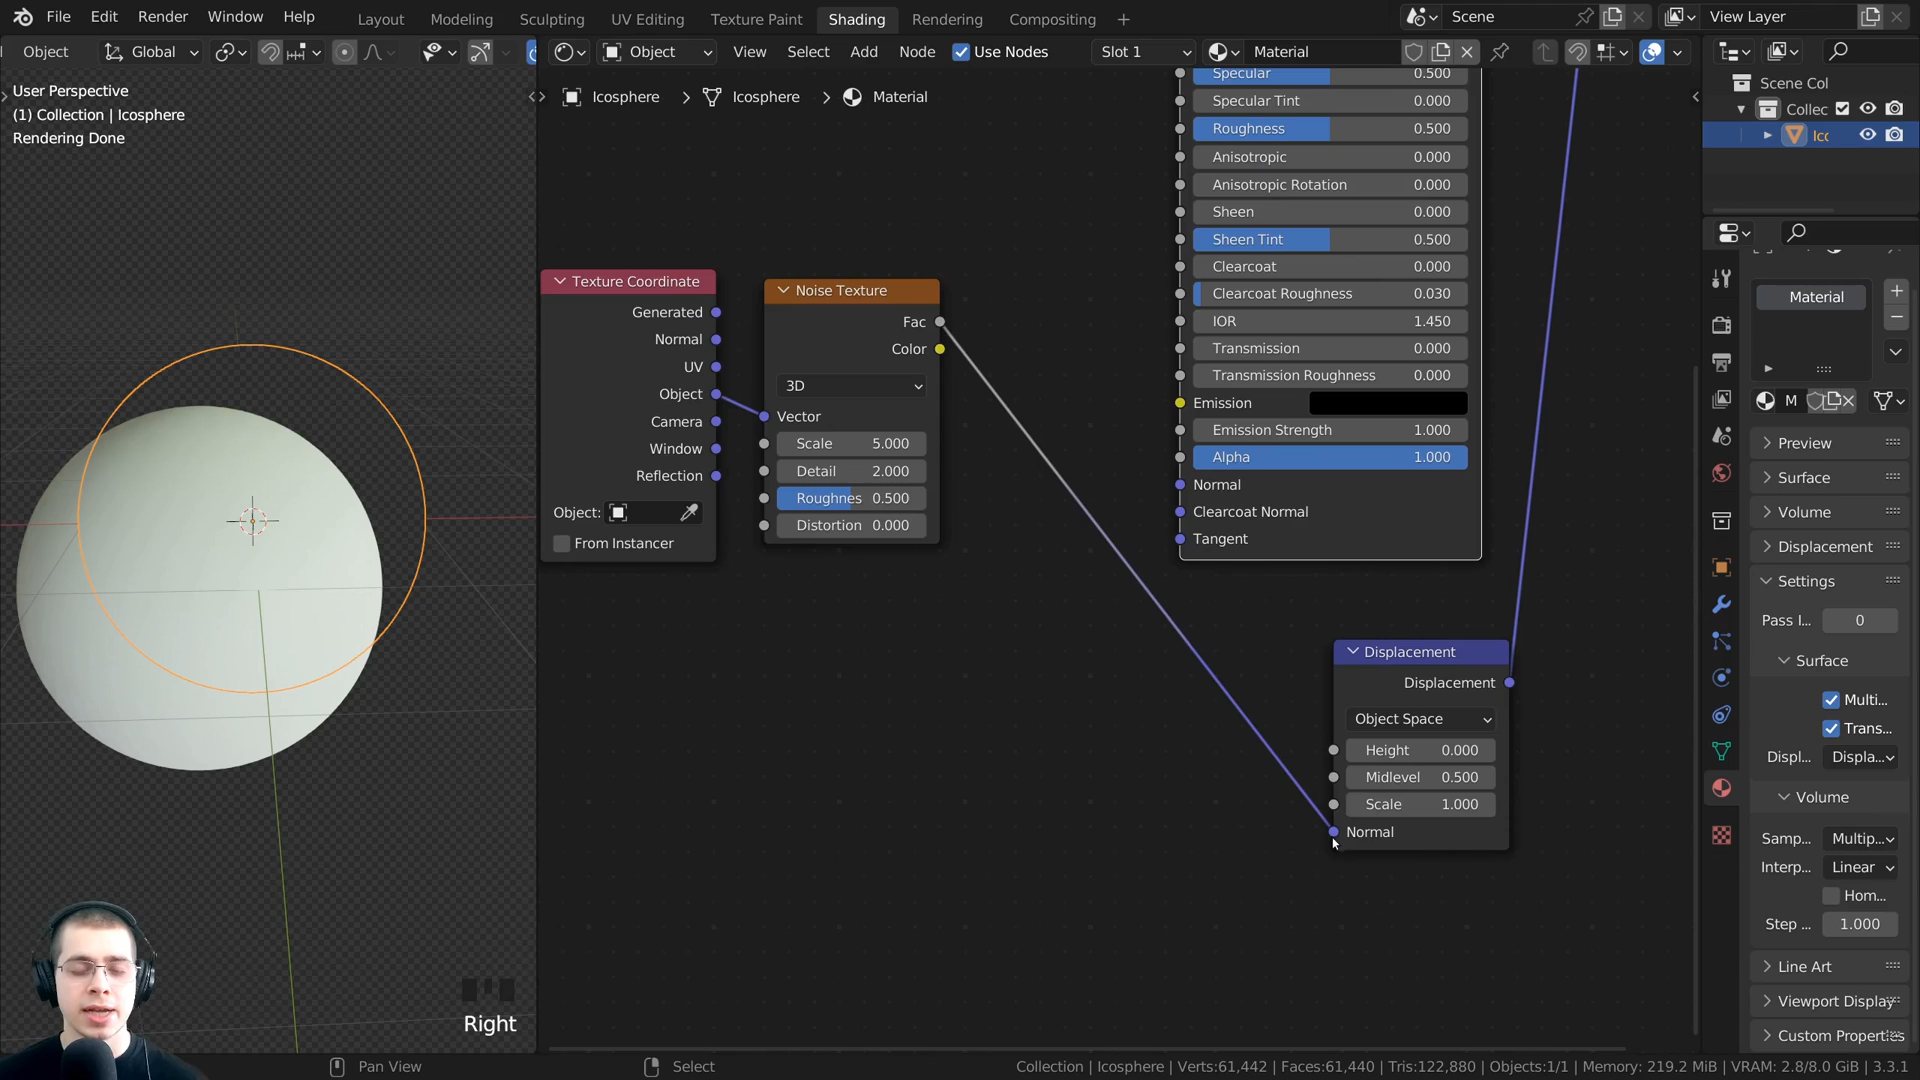 File Edit Render Window Help Layout Modeling Sculpting UV Editing Texture Paint Shading Rendering Compositing Scene View Layer
Object Global Object View Select Add Node Use Nodes Slot 1 Material
User Perspective
(1) Collection | Icosphere
Rendering Done
Icosphere Icosphere Material
Specular 0.500
Specular Tint 0.000
Roughness 0.500
Anisotropic 0.000
Anisotropic Rotation 0.000
Sheen 0.000
Sheen Tint 0.500
Clearcoat 0.000
Clearcoat Roughness 0.030
IOR 1.450
Transmission 0.000
Transmission Roughness 0.000
Emission
Emission Strength 1.000
Alpha 1.000
Normal
Clearcoat Normal
Tangent
Texture Coordinate
Generated
Normal
UV
Object
Camera
Window
Reflection
Object:
From Instancer
Noise Texture
Fac
Color
3D
Vector
Scale 5.000
Detail 2.000
Roughnes 0.500
Distortion 0.000
Displacement
Displacement
Object Space
Height 0.000
Midlevel 0.500
Scale 1.000
Normal
Scene Col
Collec
Icc
Material
M
Preview
Surface
Volume
Displacement
Settings
Pass I... 0
Surface
Multi...
Trans...
Displ... Displa...
Volume
Samp... Multip...
Interp... Linear
Hom...
Step ... 1.000
Line Art
Viewport Display
Custom Properties
Right
Pan View Select Collection | Icosphere | Verts:61,442 | Faces:61,440 | Tris:122,880 | Objects:1/1 | Memory: 219.2 MiB | VRAM: 2.8/8.0 GiB | 3.3.1